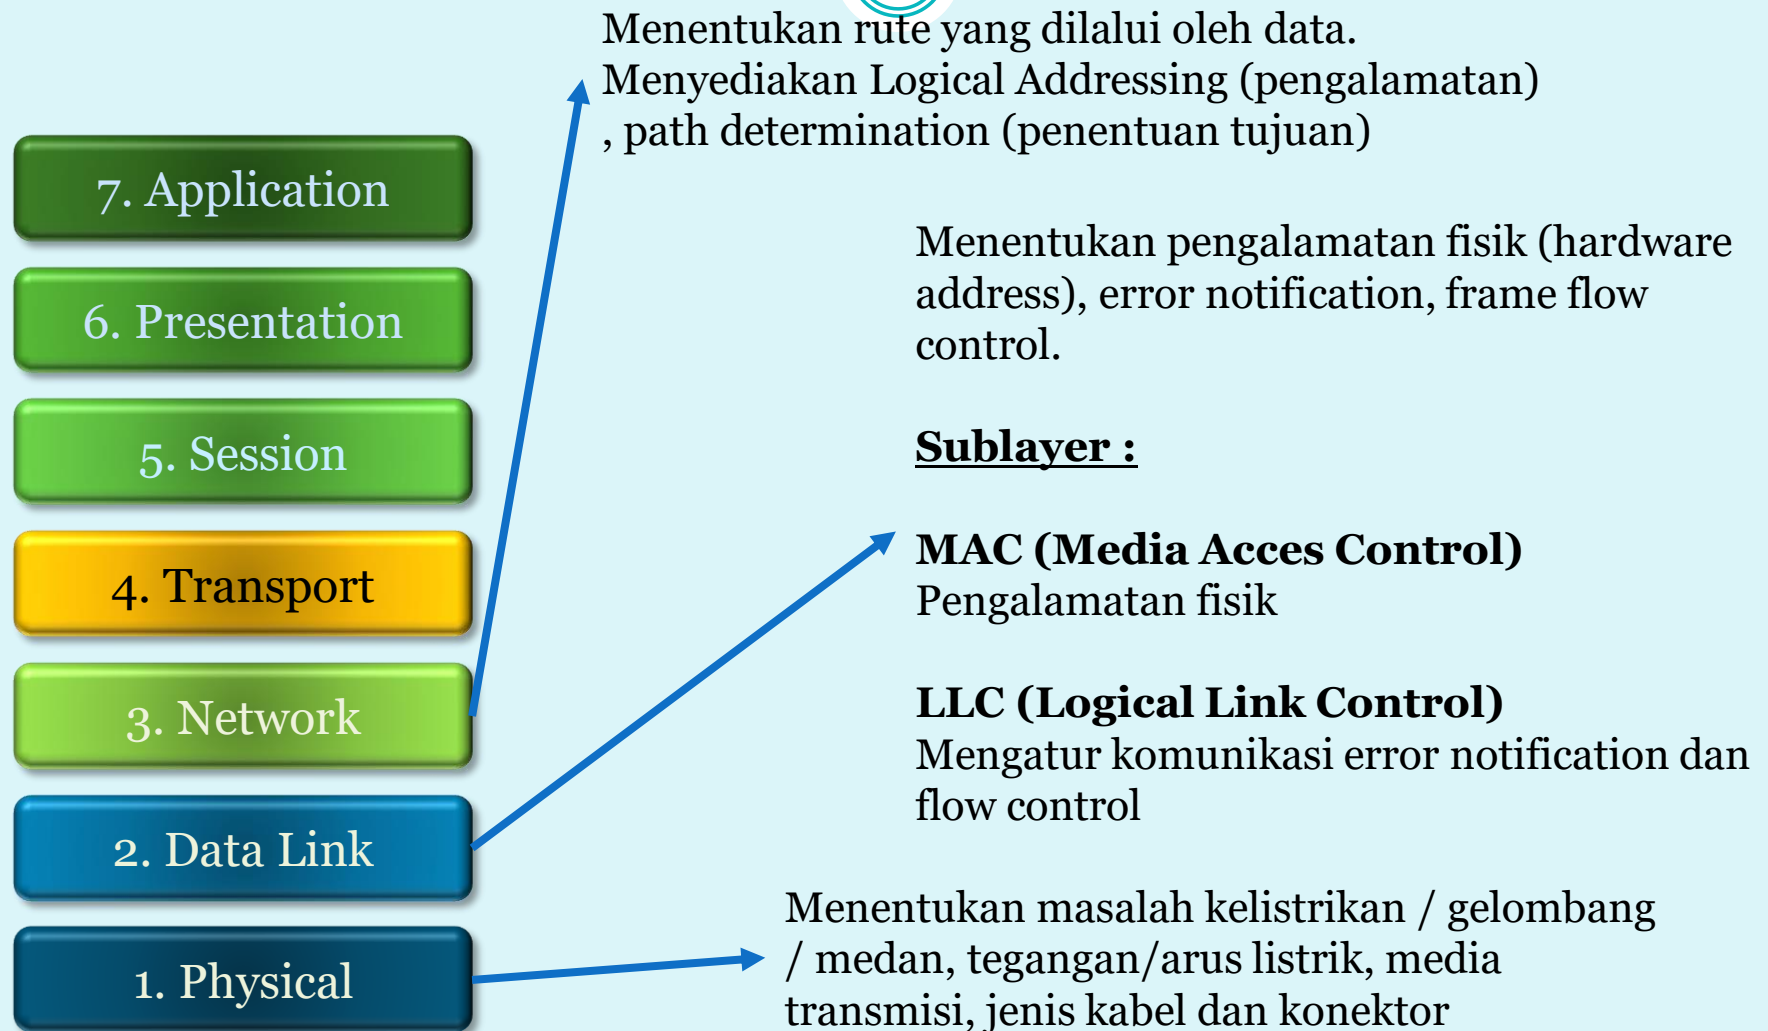 Menentukan rute yang dilalui oleh data.
Menyediakan Logical Addressing (pengalamatan)
, path determination (penentuan tujuan)
7. Application
6. Presentation
5. Session
4. Transport
3. Network
2. Data Link
1. Physical
Menentukan pengalamatan fisik (hardware
address), error notification, frame flow
control.
Sublayer :
MAC (Media Acces Control)
Pengalamatan fisik
LLC (Logical Link Control)
Mengatur komunikasi error notification dan
flow control
Menentukan masalah kelistrikan / gelombang
/ medan, tegangan/arus listrik, media
transmisi, jenis kabel dan konektor